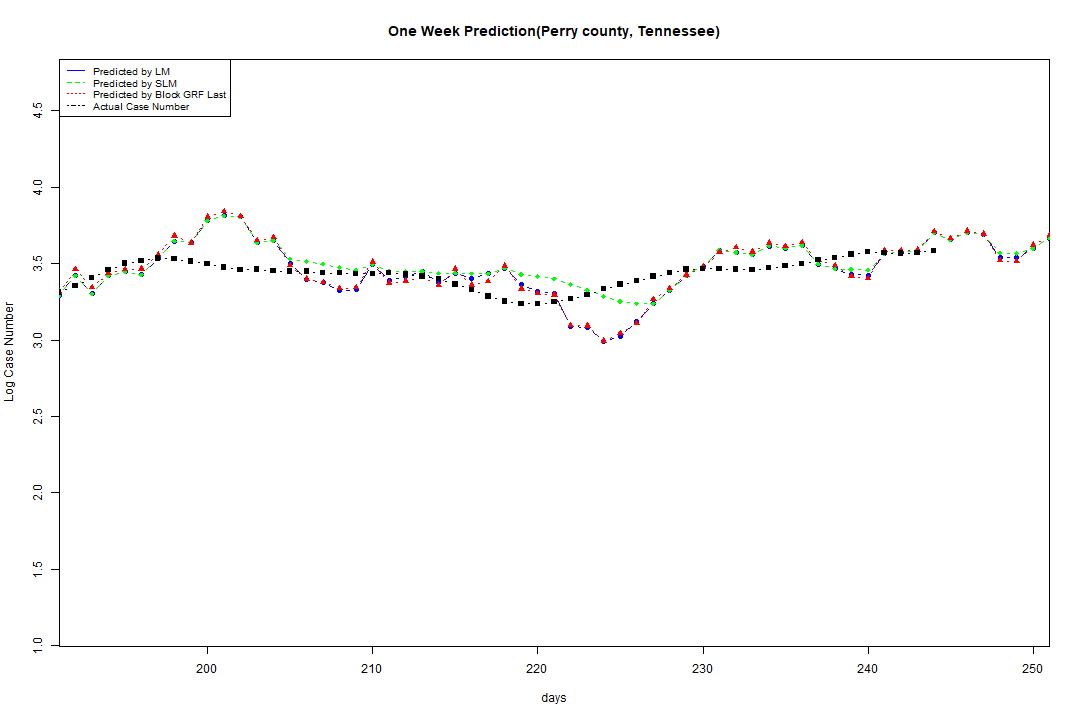 One Week Prediction(Perry county, Tennessee)
Predicted by LM
Predicted by SLM
Predicted by Block GRF Last
Actual Case Number
4.5
4.0
3.5
3.0
2.5
2.0
1.5
1.0
Log Case Number
200 210 220 230 240 250
days